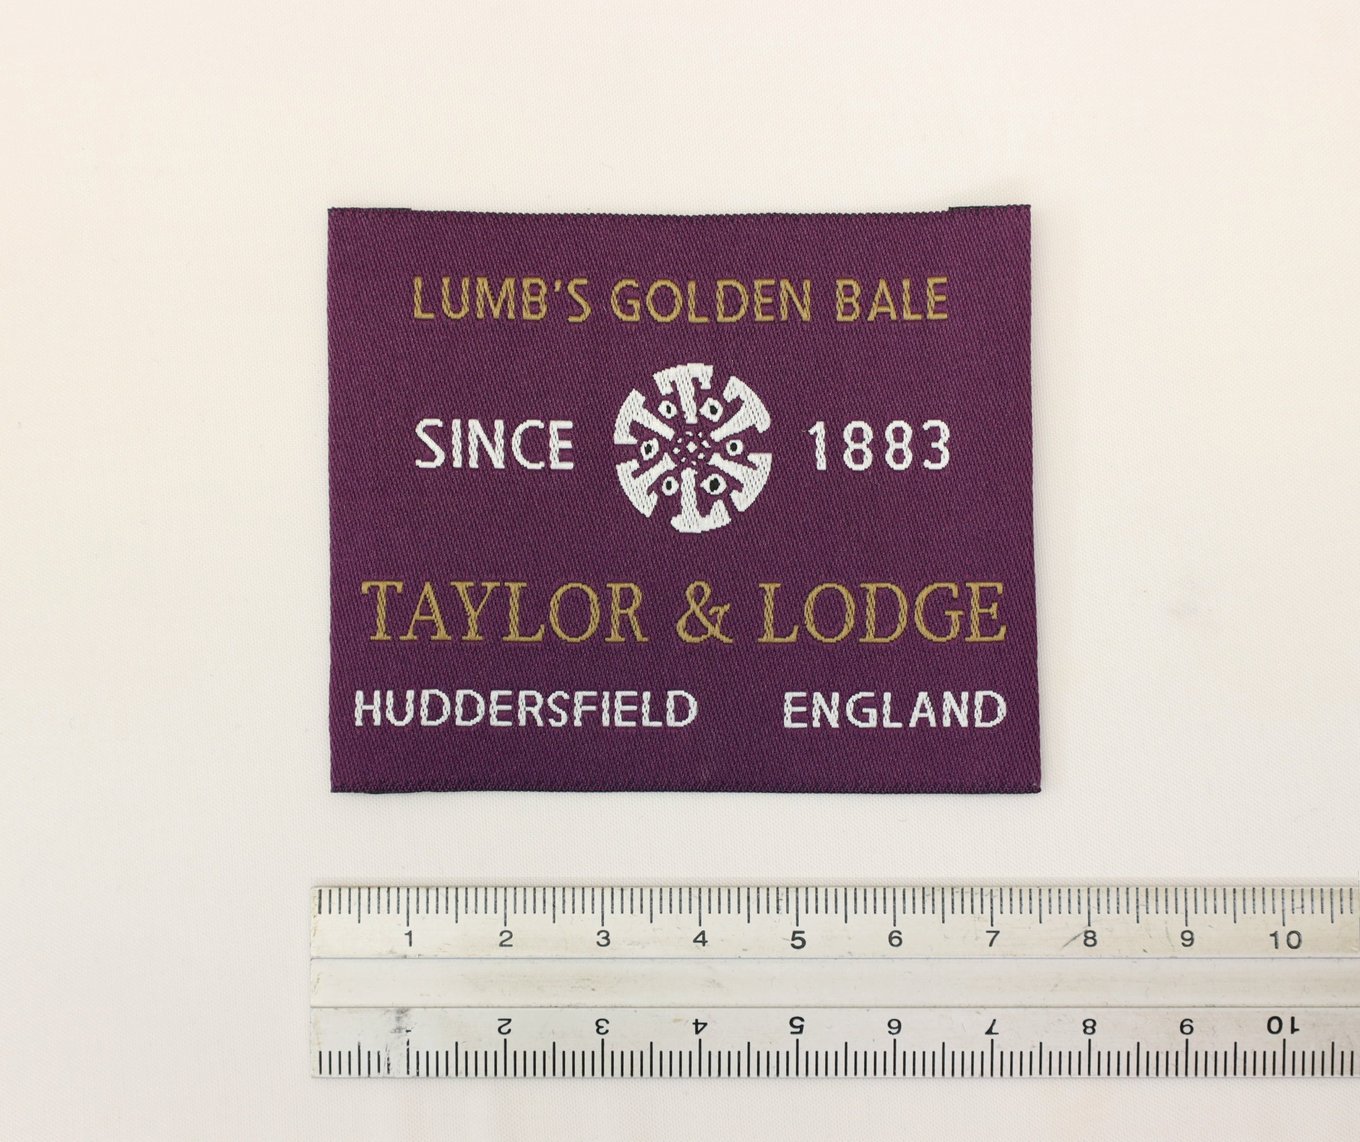 LUMB'S GOLDEN BALE
SINCE 1883
TAYLOR & LODGE
HUDDERSFIELD ENGLAND
1 2 3 4 5 6 7 8 9 10
2 3 4 5 6 7 8 9 10